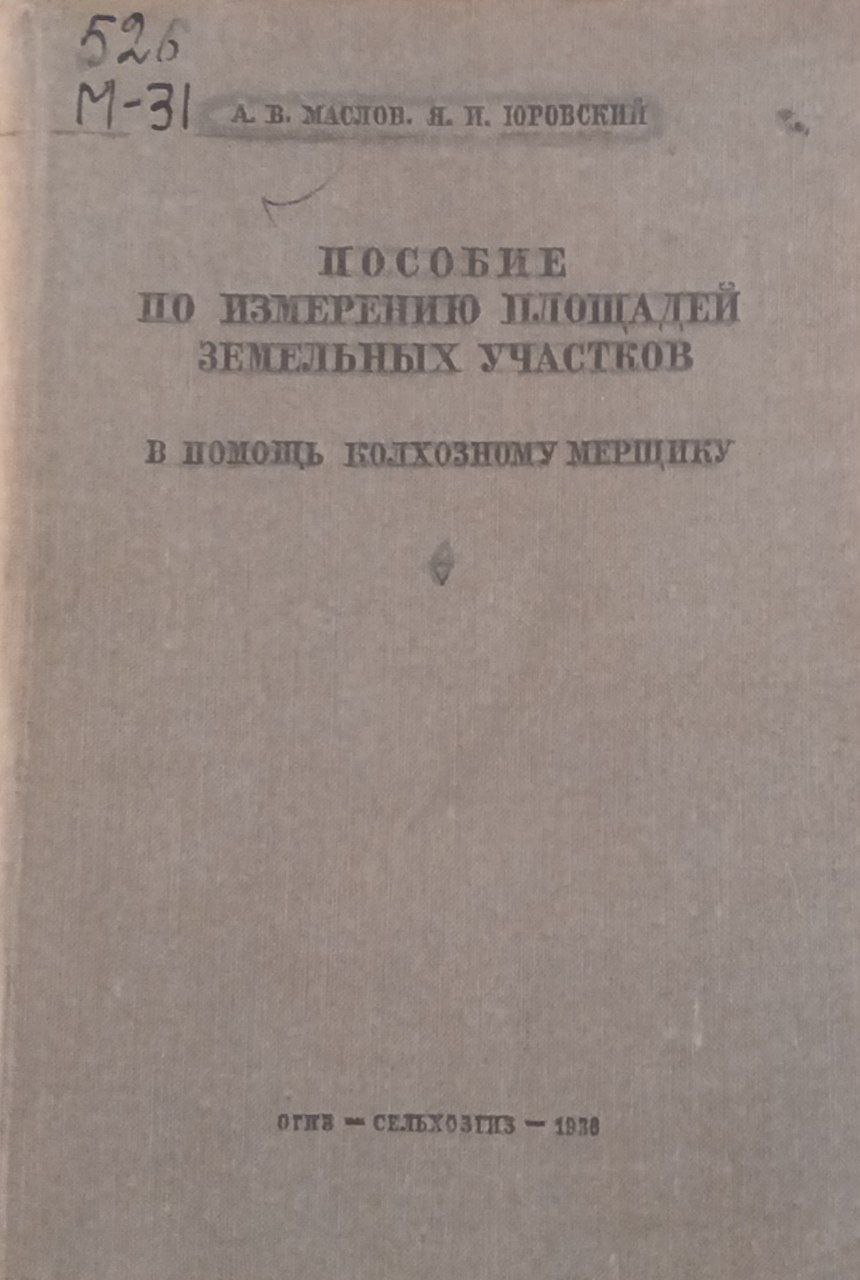 526
М-31
А. В. МАСЛОВ. Я. И. ЮРОВСКИЙ
ПОСОБИЕ
ПО ИЗМЕРЕНИЮ ПЛОЩАДЕЙ
ЗЕМЕЛЬНЫХ УЧАСТКОВ
В ПОМОЩЬ КОЛХОЗНОМУ МЕРЩИКУ
ОГИЗ — СЕЛЬХОЗГИЗ — 1938